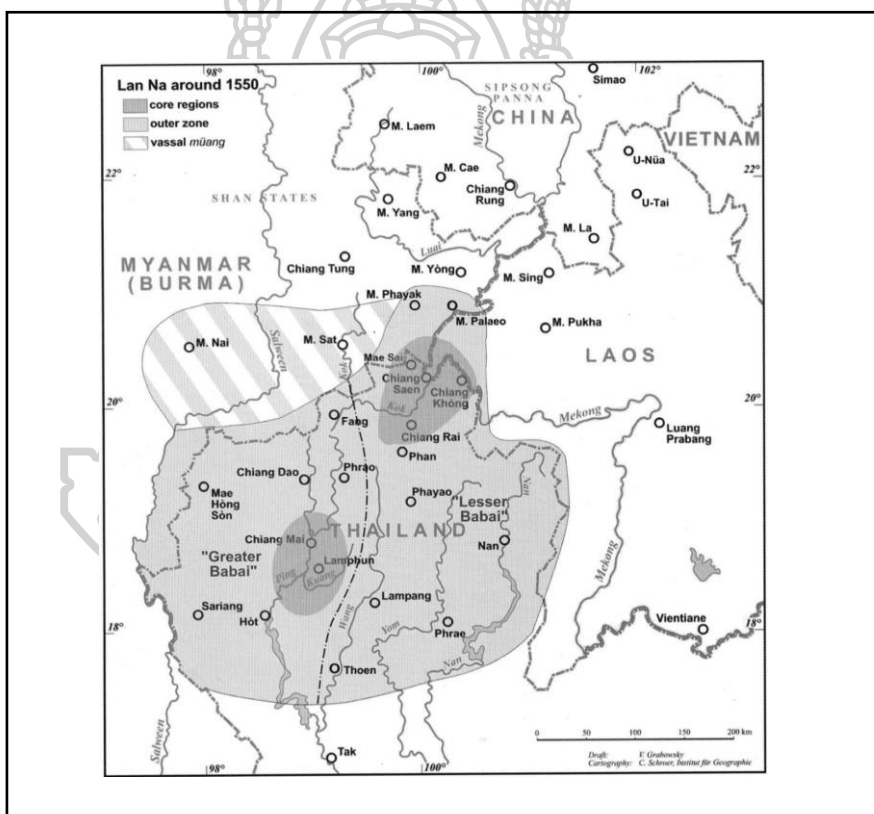 98°
100°
102°
Lan Na around 1550
core regions
outer zone
vassal müang
Simao
SIPSONG
PANNA
CHINA
Mekong
M. Laem
VIETNAM
U-Nüa
M. Cae
22°
22°
Chiang
Rung
SHAN STATES
M. Yang
U-Tai
M. La
Luai
Chiang Tung
M. Yòng
M. Sing
MYANMAR
(BURMA)
M. Phayak
M. Palaeo
M. Pukha
M. Nai
M. Sat
Salween
LAOS
Mae Sai
Kok
Chiang
Saen
Chiang
Khóng
20°
20°
Kok
Mekong
Fang
Luang
Prabang
Chiang Rai
Phan
Chiang Dao
Phrao
Nan
Mae
Hòng
Sòn
Phayao
"Lesser
Babai"
THAILAND
Chiang Mai
Nan
"Greater
Babai"
Lamphun
Ping
Kuang
Mekong
Sariang
Hòt
Lampang
Wang
Yom
Phrae
Vientiane
18°
18°
Thoen
Nan
Salween
Tak
0 50 100 150 200 km
98°
100°
Draft: V. Grabowsky
Cartography: C. Schroer, Institut für Geographie